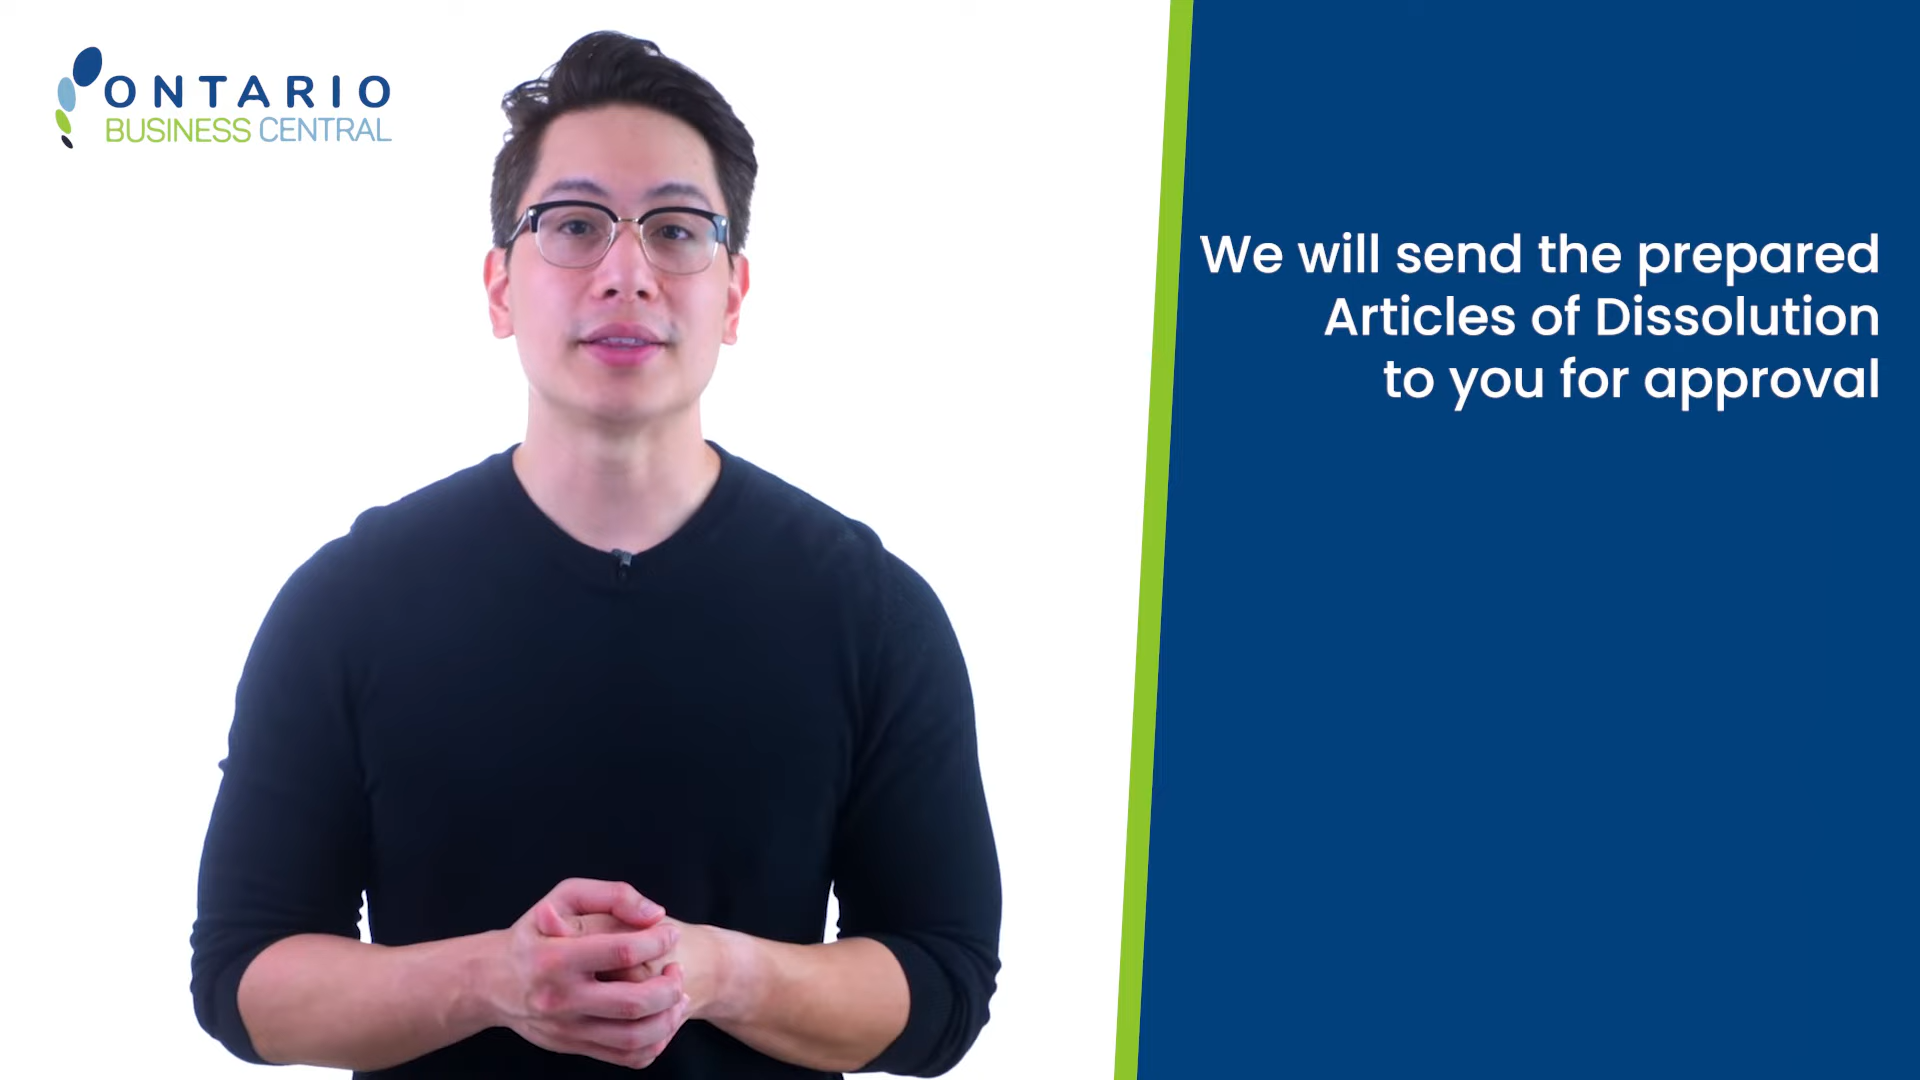 ONTARIO
BUSINESS CENTRAL
We will send the prepared
Articles of Dissolution
to you for approval